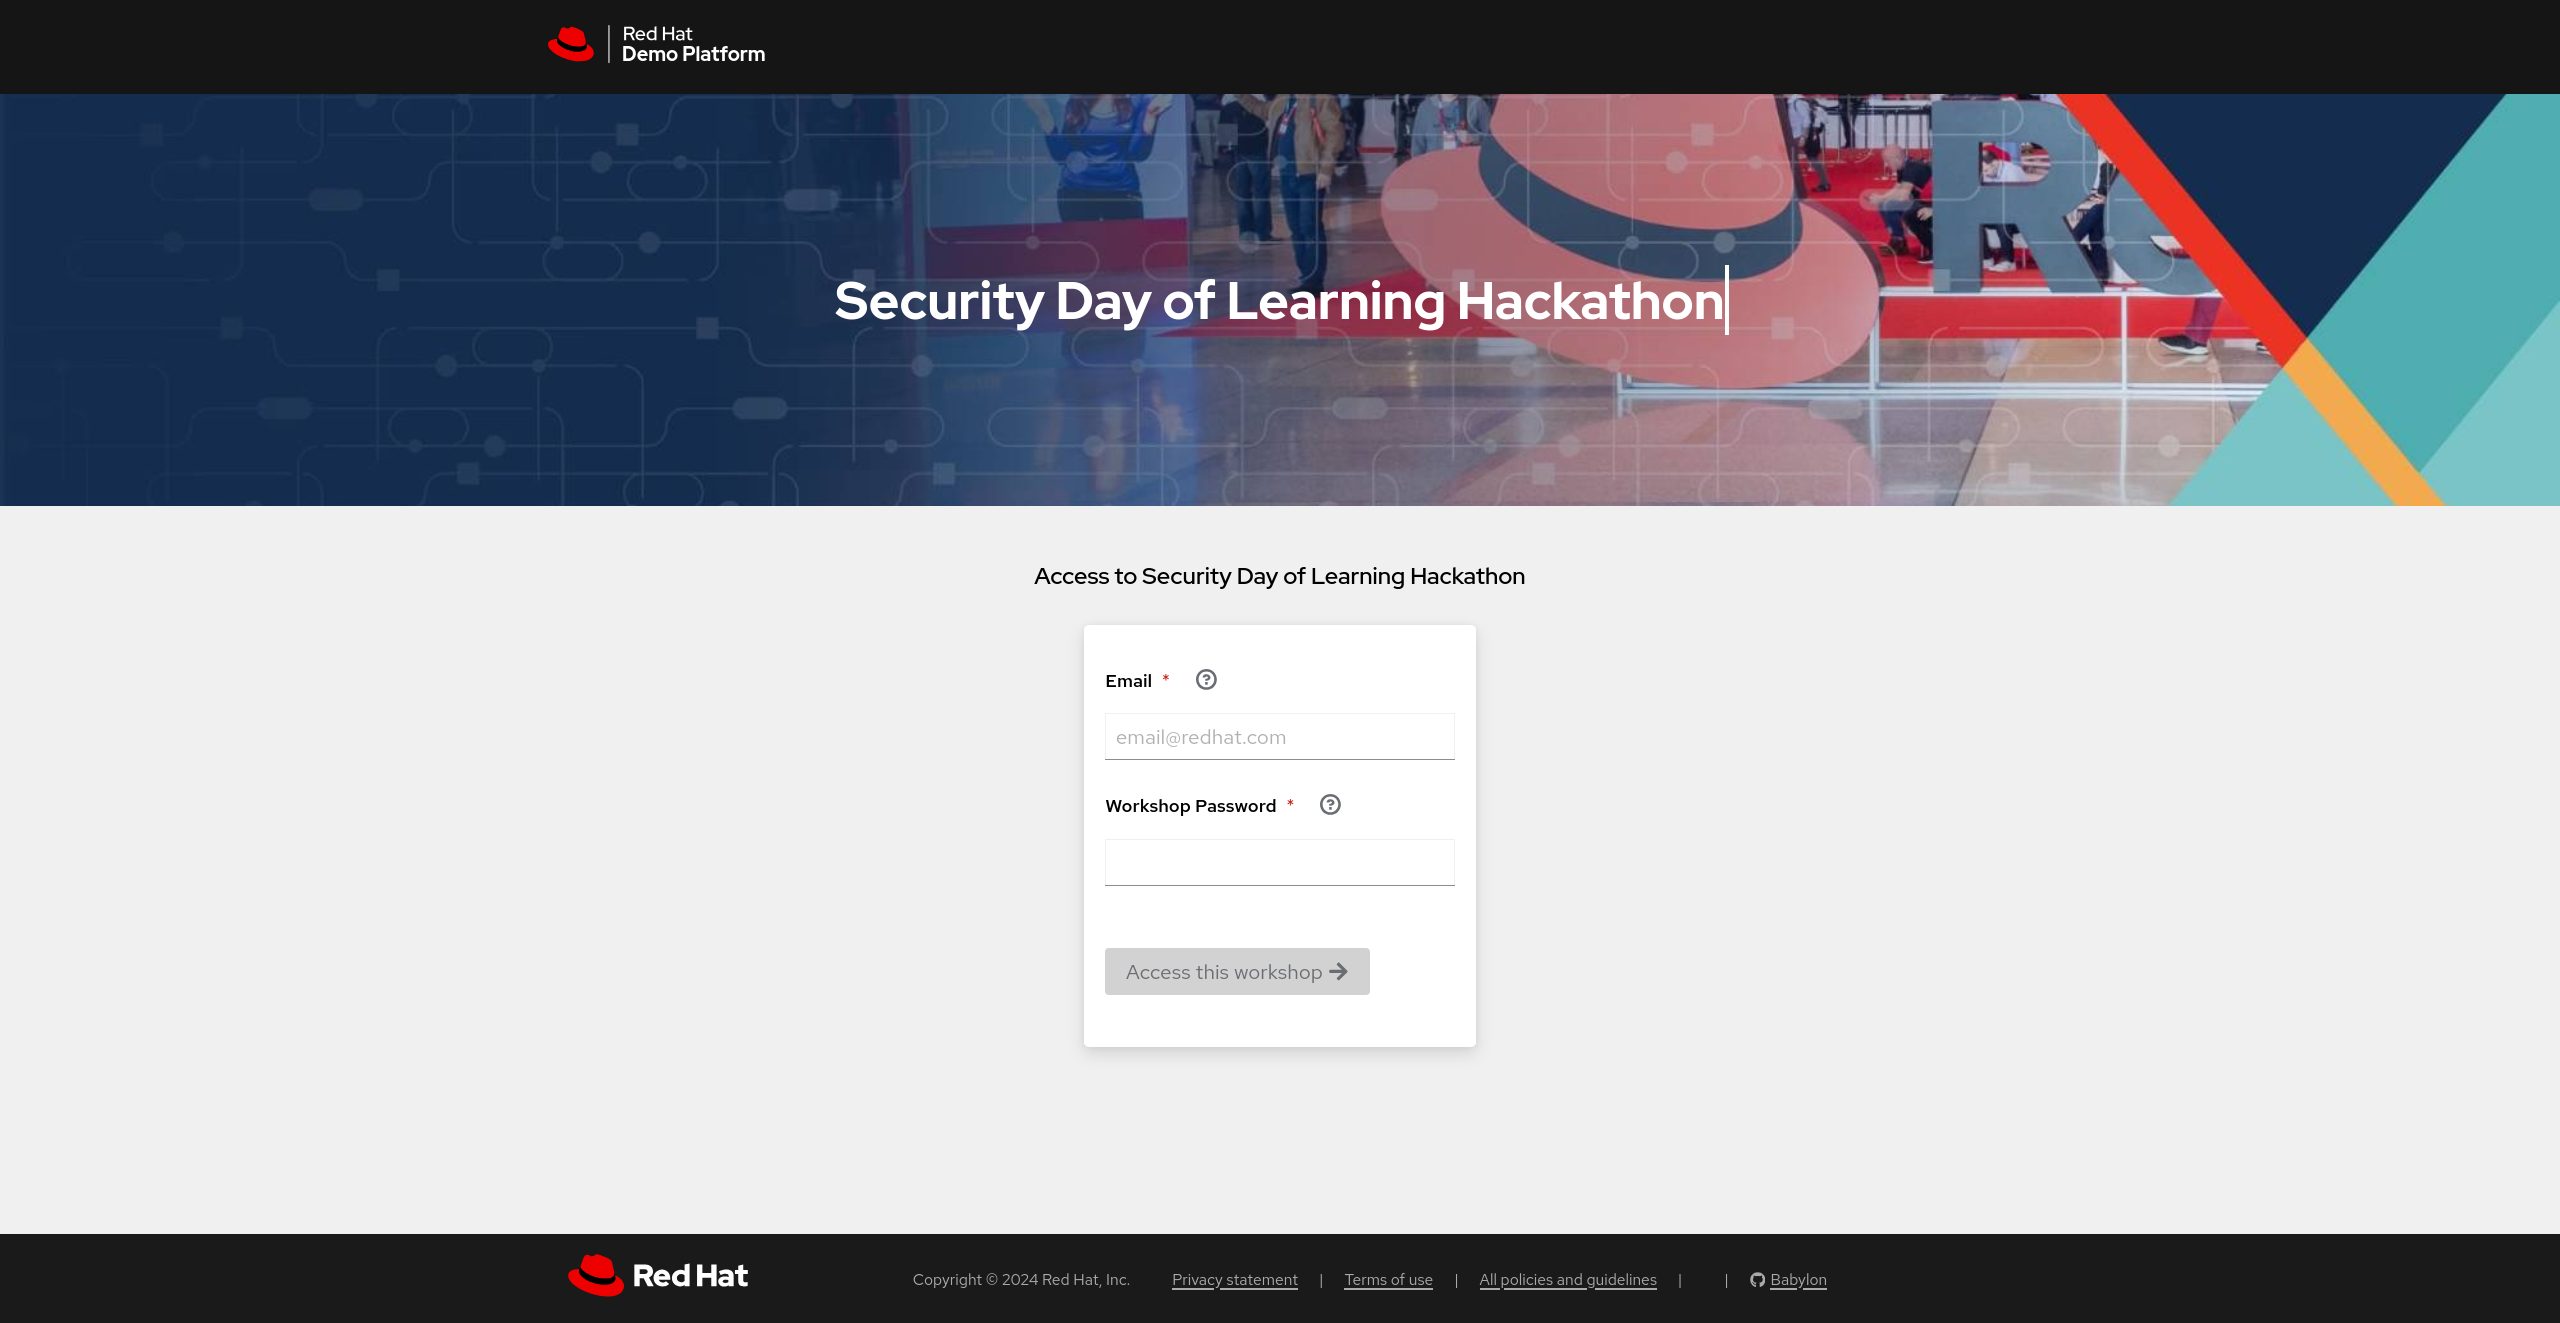 Red Hat
Demo Platform
Security Day of Learning Hackathon
Access to Security Day of Learning Hackathon
Email *
email@redhat.com
Workshop Password *
Access this workshop
Red Hat
Copyright © 2024 Red Hat, Inc. Privacy statement | Terms of use | All policies and guidelines | | Babylon